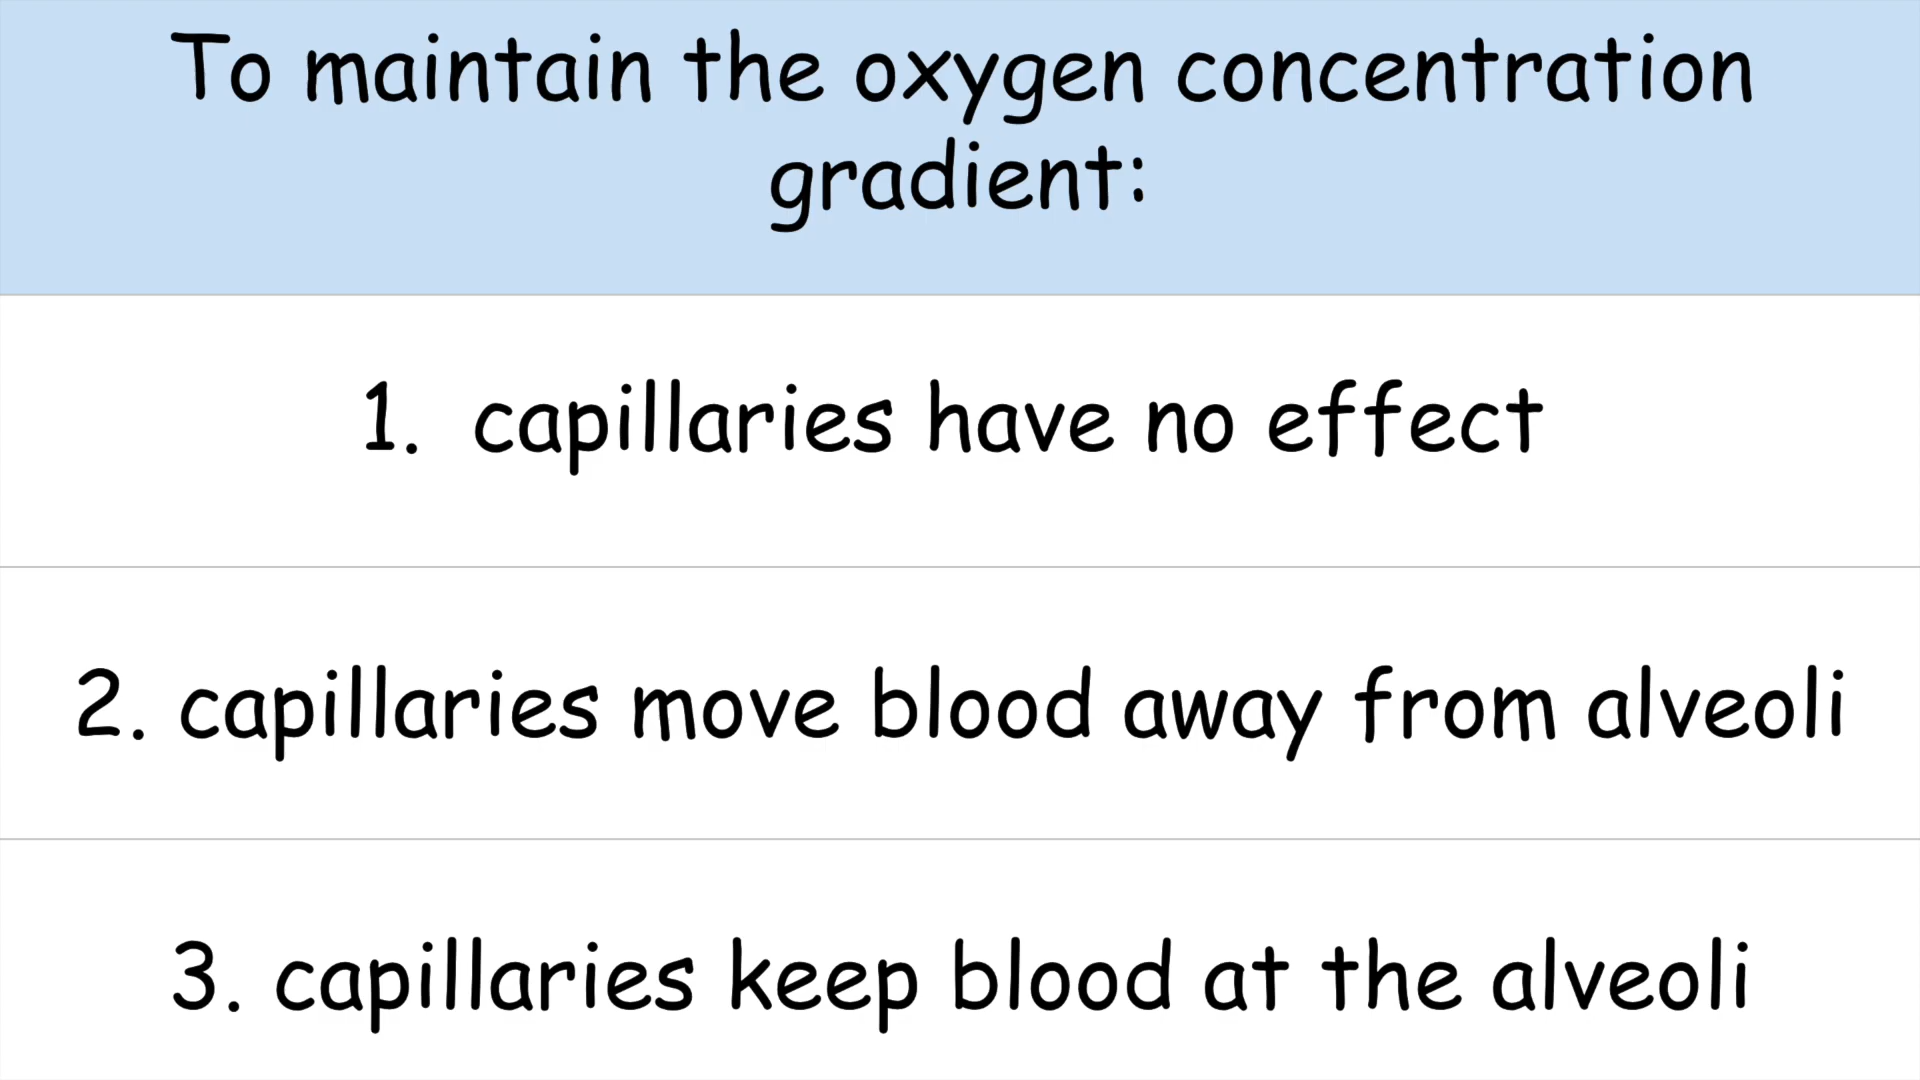 To maintain the oxygen concentration
gradient:
1. capillaries have no effect
2. capillaries move blood away from alveoli
3. capillaries keep blood at the alveoli